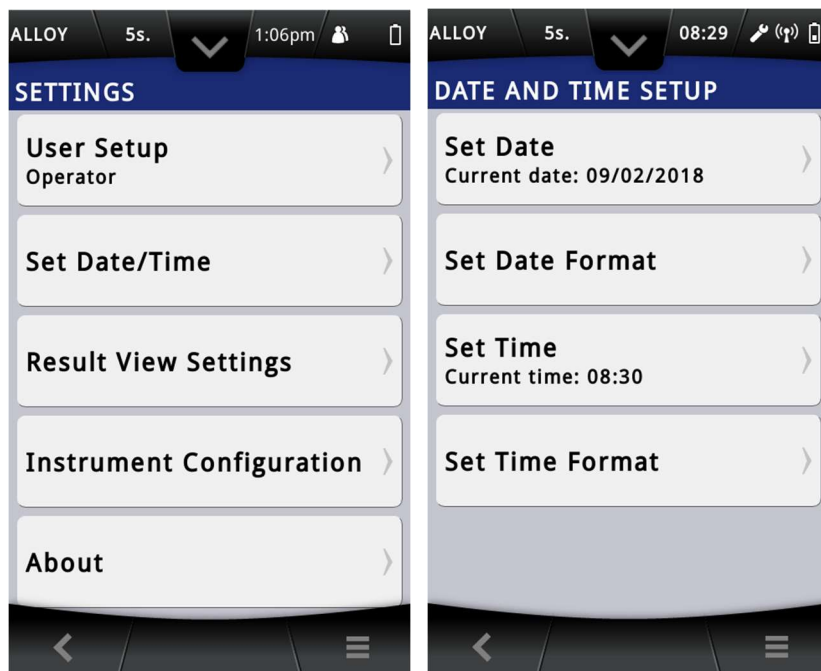 ALLOY 5s. 1:06pm
SETTINGS
User Setup
Operator
Set Date/Time
Result View Settings
Instrument Configuration
About
ALLOY 5s. 08:29
DATE AND TIME SETUP
Set Date
Current date: 09/02/2018
Set Date Format
Set Time
Current time: 08:30
Set Time Format